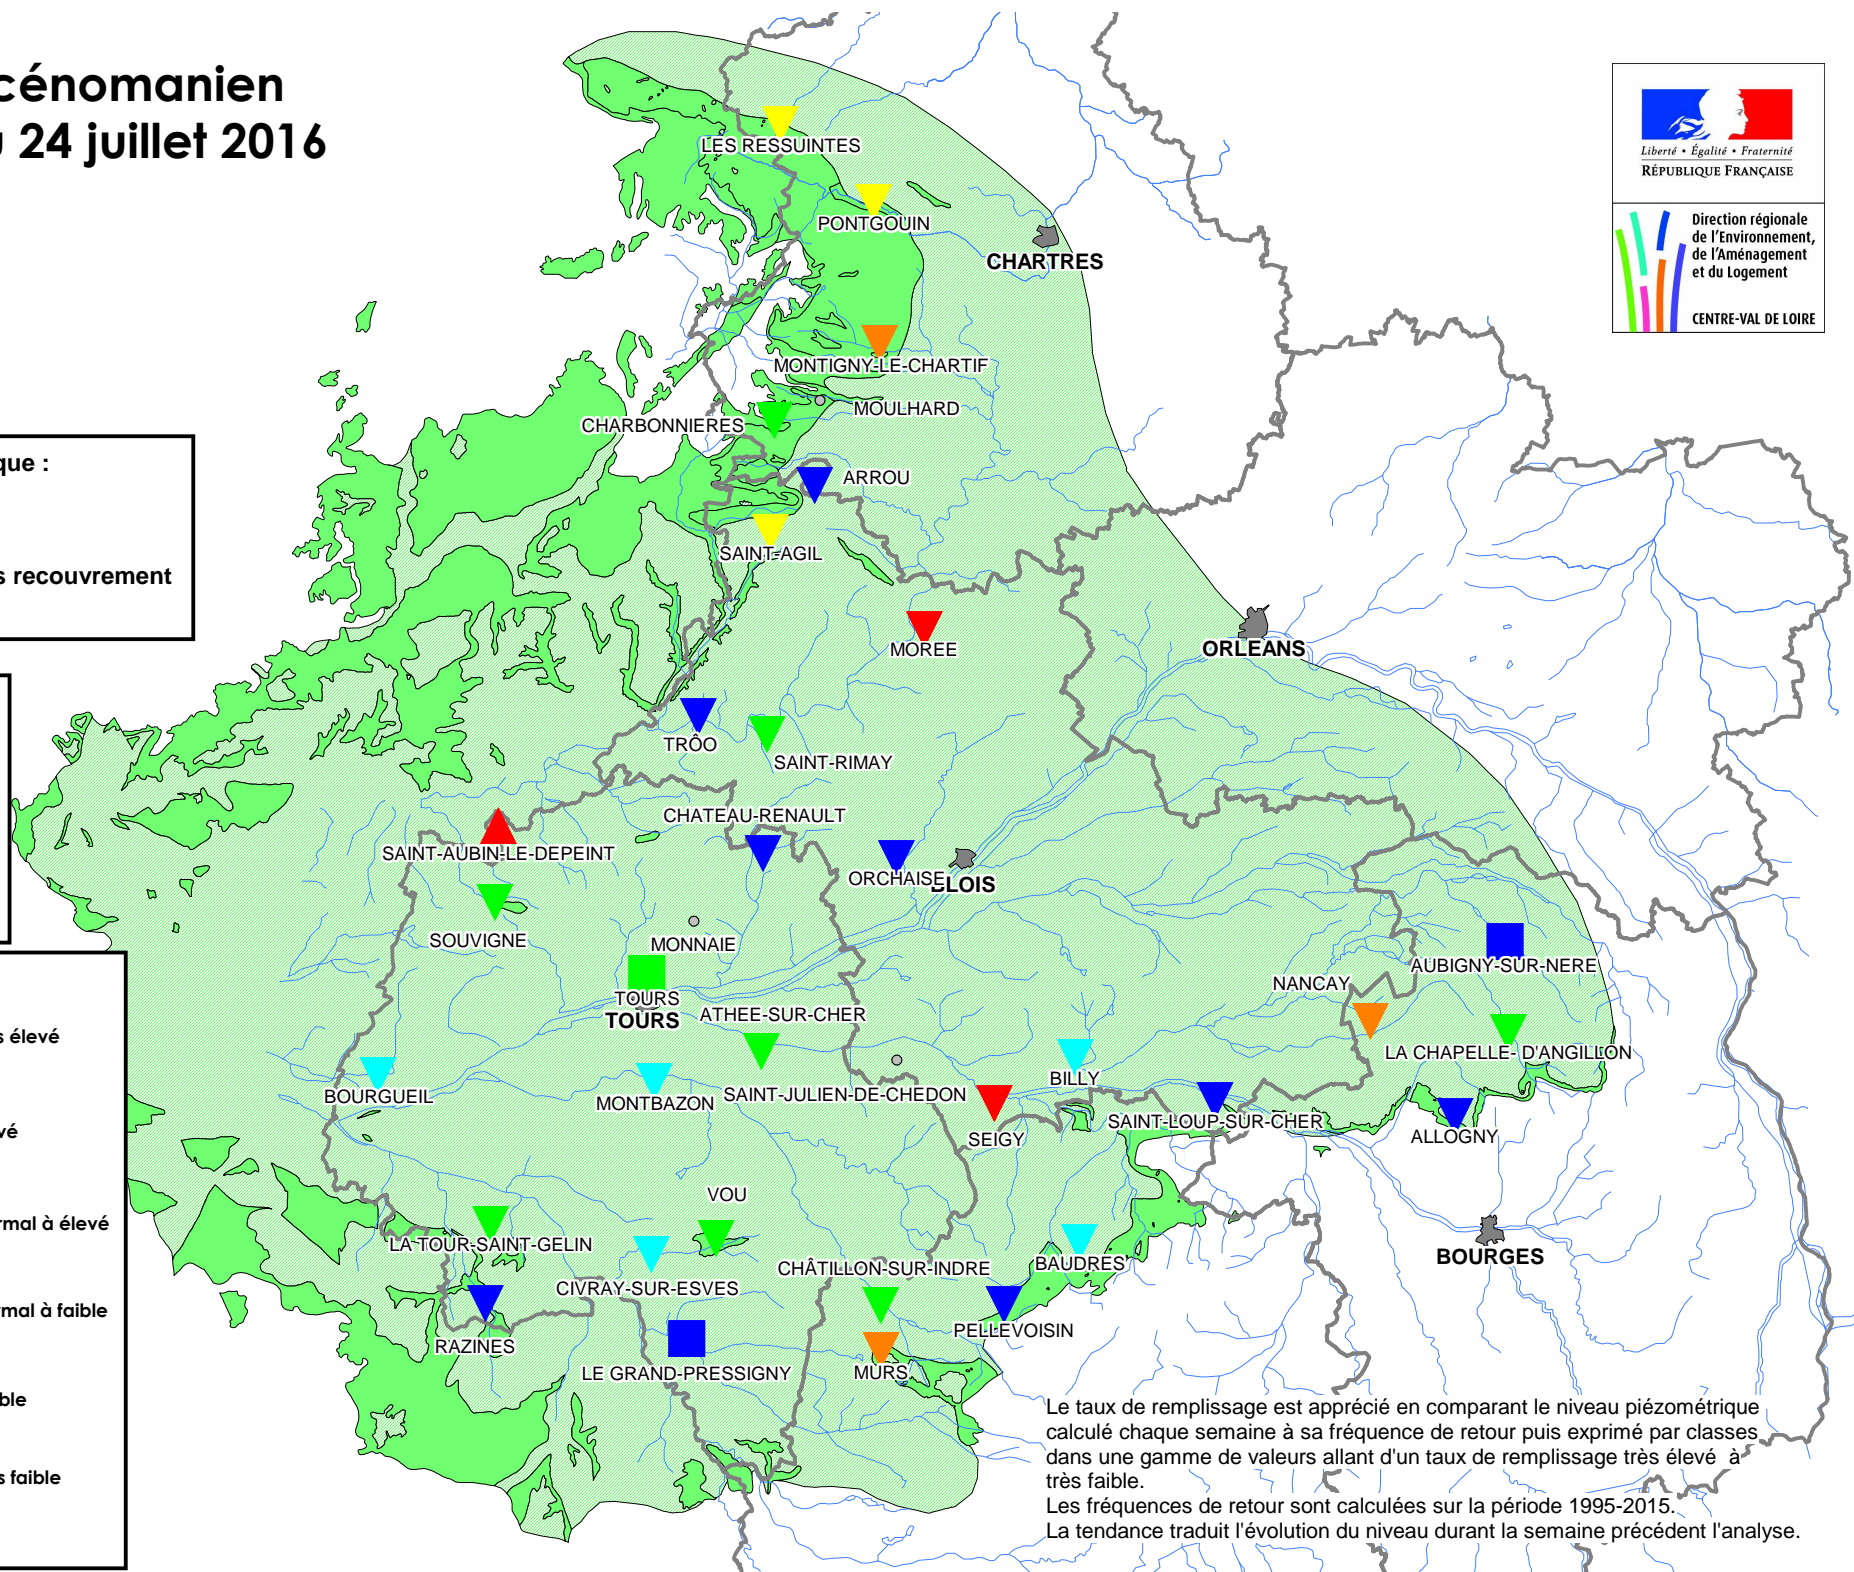 cénomanien
24 juillet 2016
Liberté • Égalité • Fraternité
RÉPUBLIQUE FRANÇAISE
Direction régionale
de l'Environnement,
de l'Aménagement
et du Logement
CENTRE-VAL DE LOIRE
LES RESSUINTES
PONTGOUIN
CHARTRES
MONTIGNY-LE-CHARTIF
MOULHARD
CHARBONNIERES
que :
ARROU
SAINT-AGIL
s recouvrement
MOREE
ORLEANS
TRÔO
SAINT-RIMAY
CHATEAU-RENAULT
SAINT-AUBIN-LE-DEPEINT
ORCHAISE
BLOIS
SOUVIGNE
MONNAIE
AUBIGNY-SUR-NERE
NANCAY
TOURS
ATHEE-SUR-CHER
TOURS
s élevé
LA CHAPELLE- D'ANGILLON
BILLY
BOURGUEIL
MONTBAZON
SAINT-JULIEN-DE-CHEDON
SAINT-LOUP-SUR-CHER
vé
SEIGY
ALLOGNY
VOU
rmal à élevé
LA TOUR-SAINT-GELIN
BOURGES
BAUDRES
CHÂTILLON-SUR-INDRE
CIVRAY-SUR-ESVES
rmal à faible
PELLEVOISIN
RAZINES
LE GRAND-PRESSIGNY
MURS
ble
s faible
Le taux de remplissage est apprécié en comparant le niveau piézométrique
calculé chaque semaine à sa fréquence de retour puis exprimé par classes
dans une gamme de valeurs allant d'un taux de remplissage très élevé à
très faible.
Les fréquences de retour sont calculées sur la période 1995-2015.
La tendance traduit l'évolution du niveau durant la semaine précédent l'analyse.